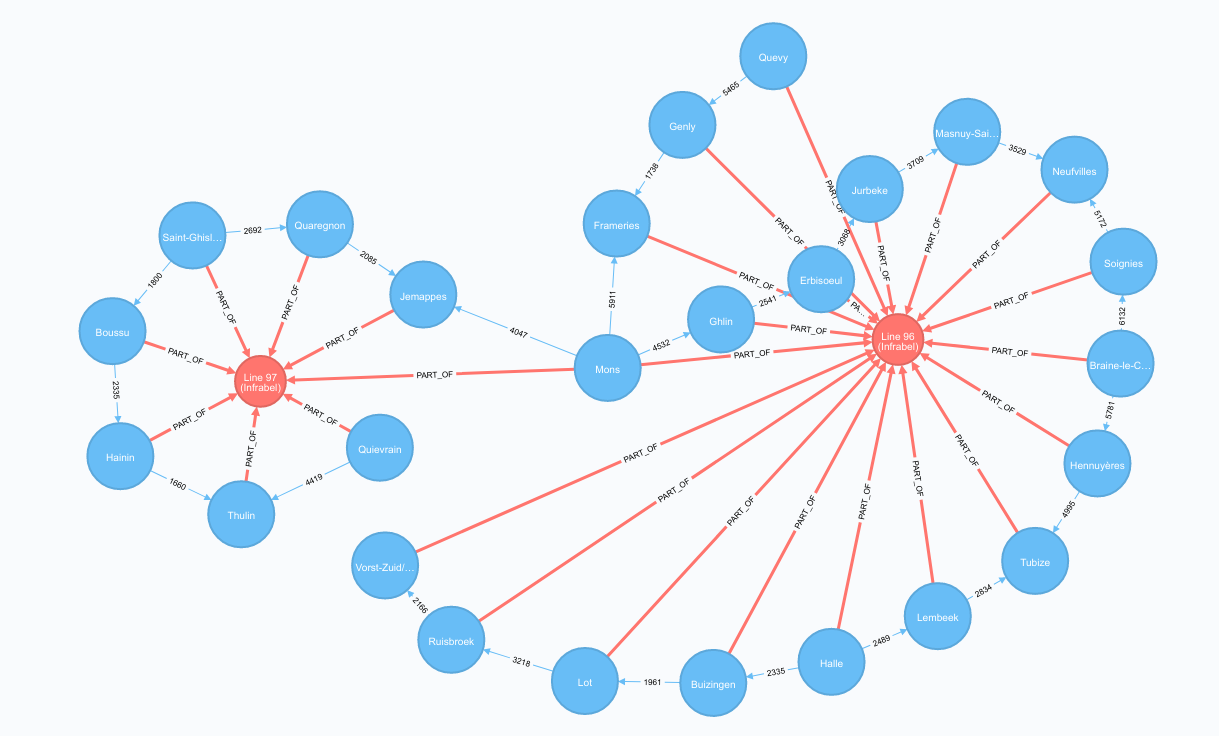 Quevy
5465
Genly
Masnuy-Sai...
3529
3709
Neufvilles
1738
Jurbeke
PART_OF
Saint-Ghisl...
2692
Quaregnon
Frameries
PART_OF
3068
PART_OF
PART_OF
5172
2085
PART_OF
Soignies
1800
PART_OF
PART_OF
Jemappes
5911
PART_OF
Erbisoeul
PA...
2541
PART_OF
Boussu
PART_OF
4047
4532
Ghlin
PART_OF
6132
PART_OF
Line 97
(Infrabel)
PART_OF
Mons
PART_OF
Line 96
(Infrabel)
PART_OF
Braine-le-C...
2335
PART_OF
PART_OF
PART_OF
5781
Hainin
PART_OF
Quievrain
PART_OF
PART_OF
Hennuyères
1660
4419
PART_OF
PART_OF
PART_OF
PART_OF
PART_OF
4995
Thulin
Vorst-Zuid/...
Tubize
2166
2834
Ruisbroek
Lembeek
3218
2489
Lot
1961
Buizingen
2335
Halle